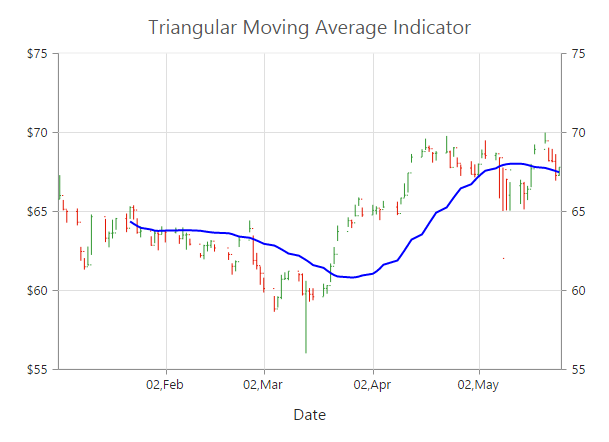 Triangular Moving Average Indicator
$75 75
$70 70
$65 65
$60 60
$55 55
02,Feb 02,Mar 02,Apr 02,May
Date